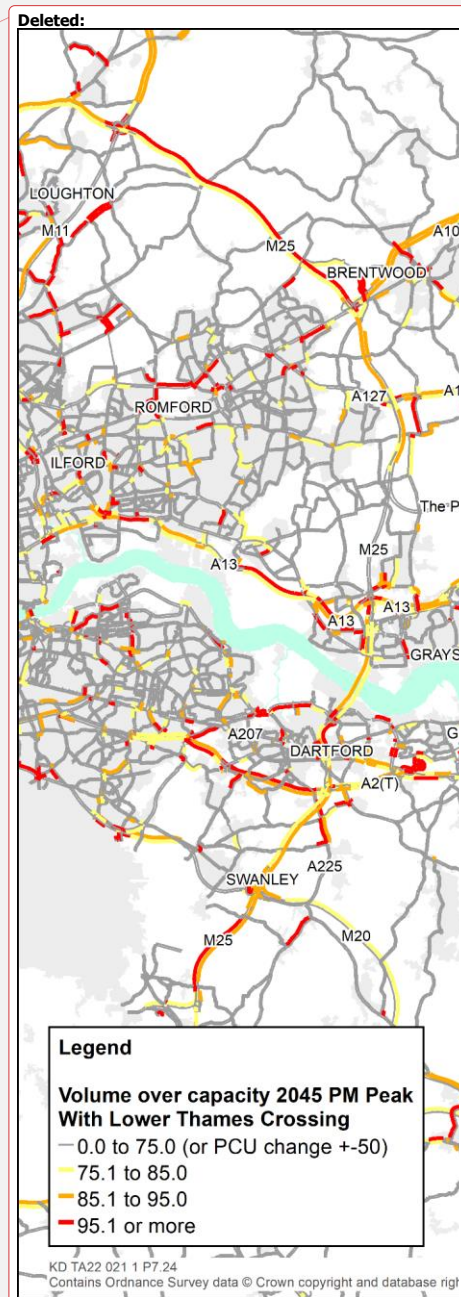 Deleted:
LOUGHTON
M11
M25
A10
BRENTWOOD
ROMFORD
A127
A1
ILFORD
The P
M25
A13
A13
A13
GRAYS
A207
DARTFORD
G
A2(T)
A225
SWANLEY
M25
M20
Legend
Volume over capacity 2045 PM Peak
With Lower Thames Crossing
0.0 to 75.0 (or PCU change +-50)
75.1 to 85.0
85.1 to 95.0
95.1 or more
KD TA22 021 1 P7.24
Contains Ordnance Survey data © Crown copyright and database righ